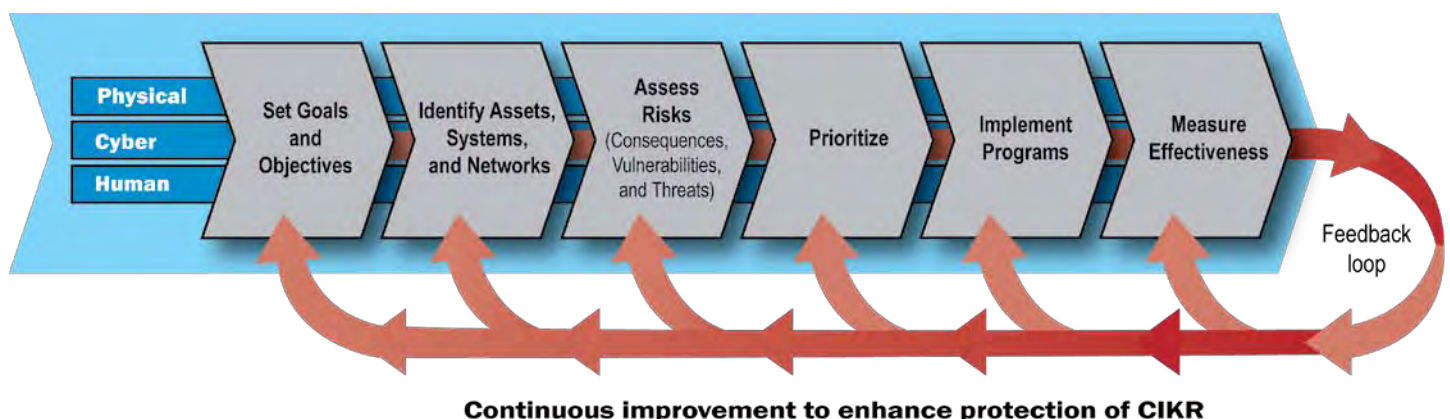 Physical
Cyber
Human
Set Goals
and
Objectives
Identify Assets,
Systems,
and Networks
Assess
Risks
(Consequences,
Vulnerabilities,
and Threats)
Prioritize
Implement
Programs
Measure
Effectiveness
Feedback
loop
Continuous improvement to enhance protection of CIKR